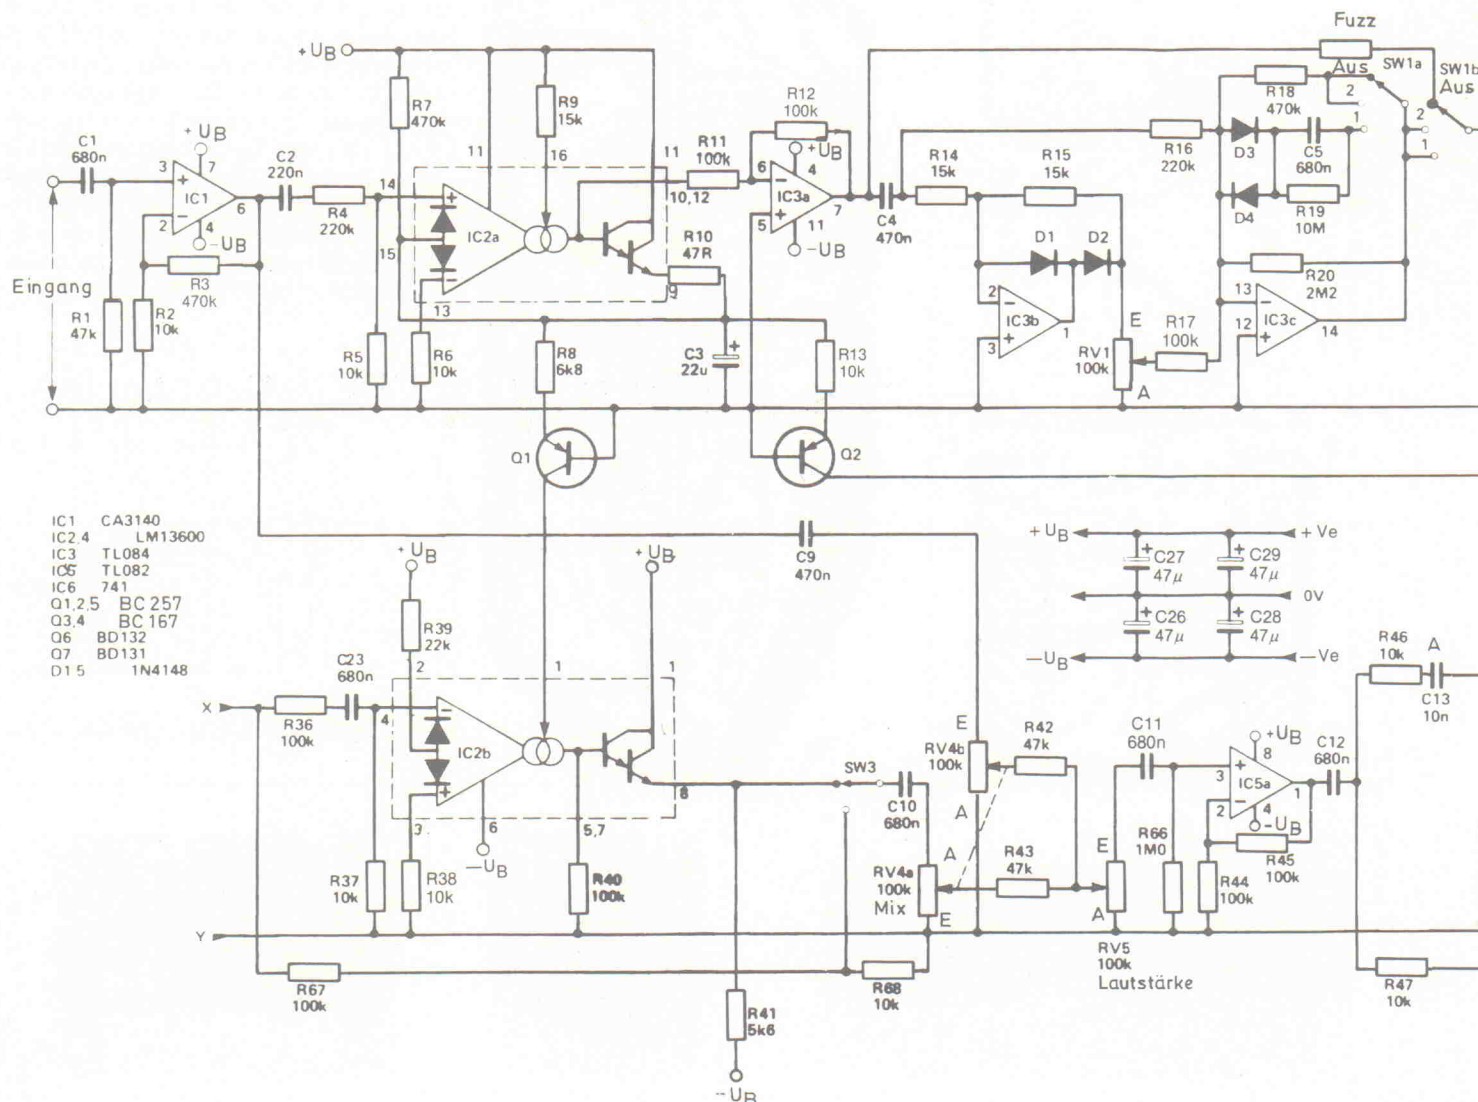 Fuzz
+UB
Aus
SW1a
SW1b
Aus
R7
470k
R9
15k
R12
100k
R18
470k
2
1
2
1
C1
680n
+UB
7
3
+
IC1
6
2
−
4
−UB
C2
220n
R4
220k
11
16
11
14
+
IC2a
15
13
10,12
R10
47R
9
R11
100k
+UB
6
−
4
IC3a
7
5
+
11
−UB
C4
470n
R14
15k
R15
15k
R16
220k
D3
C5
680n
D4
R19
10M
D1
D2
Eingang
R3
470k
R1
47k
R2
10k
R5
10k
R6
10k
R8
6k8
C3
22u
+
R13
10k
2
−
IC3b
1
3
+
E
RV1
100k
A
R17
100k
R20
2M2
13
−
IC3c
12
+
14
Q1
Q2
IC1 CA3140
IC2,4 LM13600
IC3 TL084
IC5 TL082
IC6 741
Q1,2,5 BC257
Q3,4 BC167
Q6 BD132
Q7 BD131
D1 5 1N4148
C9
470n
+UB
+Ve
+
C27
47µ
+
C29
47µ
0V
+
C26
47µ
+
C28
47µ
−UB
−Ve
+UB
+UB
R39
22k
C23
680n
2
1
1
X
R36
100k
4
−
IC2b
+
3
6
−UB
5,7
8
SW3
C10
680n
E
RV4b
100k
A
R42
47k
C11
680n
+UB
8
3
+
IC5a
1
2
−
4
−UB
C12
680n
R46
10k
A
C13
10n
R37
10k
R38
10k
R40
100k
A
RV4a
100k
Mix
E
R43
47k
E
A
R66
1M0
R44
100k
R45
100k
Y
RV5
100k
Lautstärke
R67
100k
R68
10k
R47
10k
R41
5k6
−UB